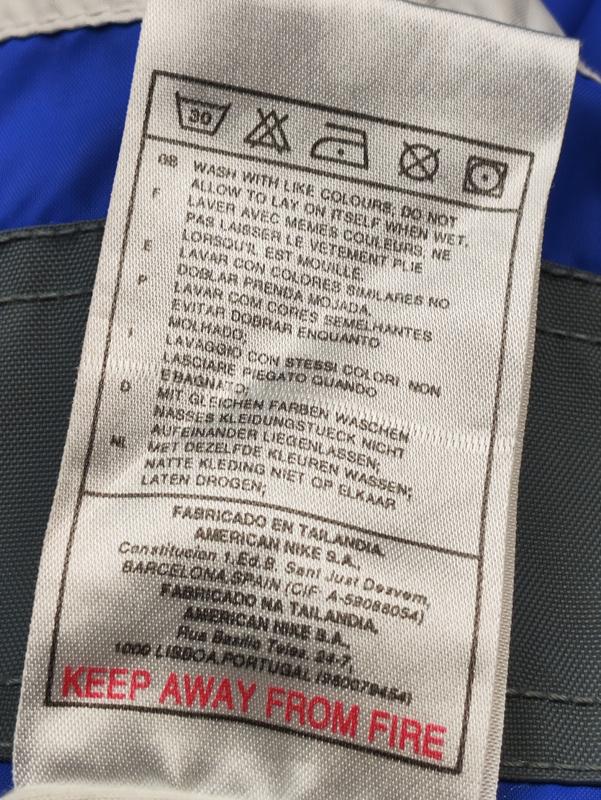 30
GB WASH WITH LIKE COLOURS, DO NOT
ALLOW TO LAY ON ITSELF WHEN WET,
F LAVER AVEC MEMES COULEURS, NE
PAS LAISSER LE VETEMENT PLIE
LORSQU'IL EST MOUILLE.
E LAVAR CON COLORES SIMILARES NO
DOBLAR PRENDA MOJADA.
P LAVAR COM CORES SEMELHANTES
EVITAR DOBRAR ENQUANTO
MOLHADO;
I LAVAGGIO CON STESSI COLORI. NON
LASCIARE PIEGATO QUANDO
E'BAGNATO;
D MIT GLEICHEN FARBEN WASCHEN
NASSES KLEIDUNGSTUECK NICHT
AUFEINANDER LIEGENLASSEN;
NL MET DEZELFDE KLEUREN WASSEN;
NATTE KLEDING NIET OP ELKAAR
LATEN DROGEN;
FABRICADO EN TAILANDIA.
AMERICAN NIKE S.A.,
Constitucion 1,Ed.B. Sant Just Desvern,
BARCELONA,SPAIN (CIF: A-59088054)
FABRICADO NA TAILANDIA.
AMERICAN NIKE S.A.,
Rua Basilio Teles, 24-7,
1000 LISBOA,PORTUGAL (980079454)
KEEP AWAY FROM FIRE